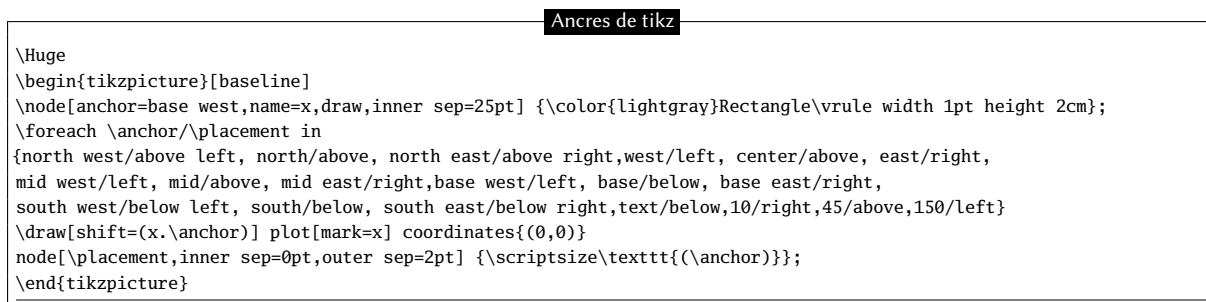 Ancres de tikz
\Huge
\begin{tikzpicture}[baseline]
\node[anchor=base west,name=x,draw,inner sep=25pt] {\color{lightgray}Rectangle\vrule width 1pt height 2cm};
\foreach \anchor/\placement in
{north west/above left, north/above, north east/above right,west/left, center/above, east/right,
mid west/left, mid/above, mid east/right,base west/left, base/below, base east/right,
south west/below left, south/below, south east/below right,text/below,10/right,45/above,150/left}
\draw[shift=(x.\anchor)] plot[mark=x] coordinates{(0,0)}
node[\placement,inner sep=0pt,outer sep=2pt] {\scriptsize\texttt{(\anchor)}};
\end{tikzpicture}